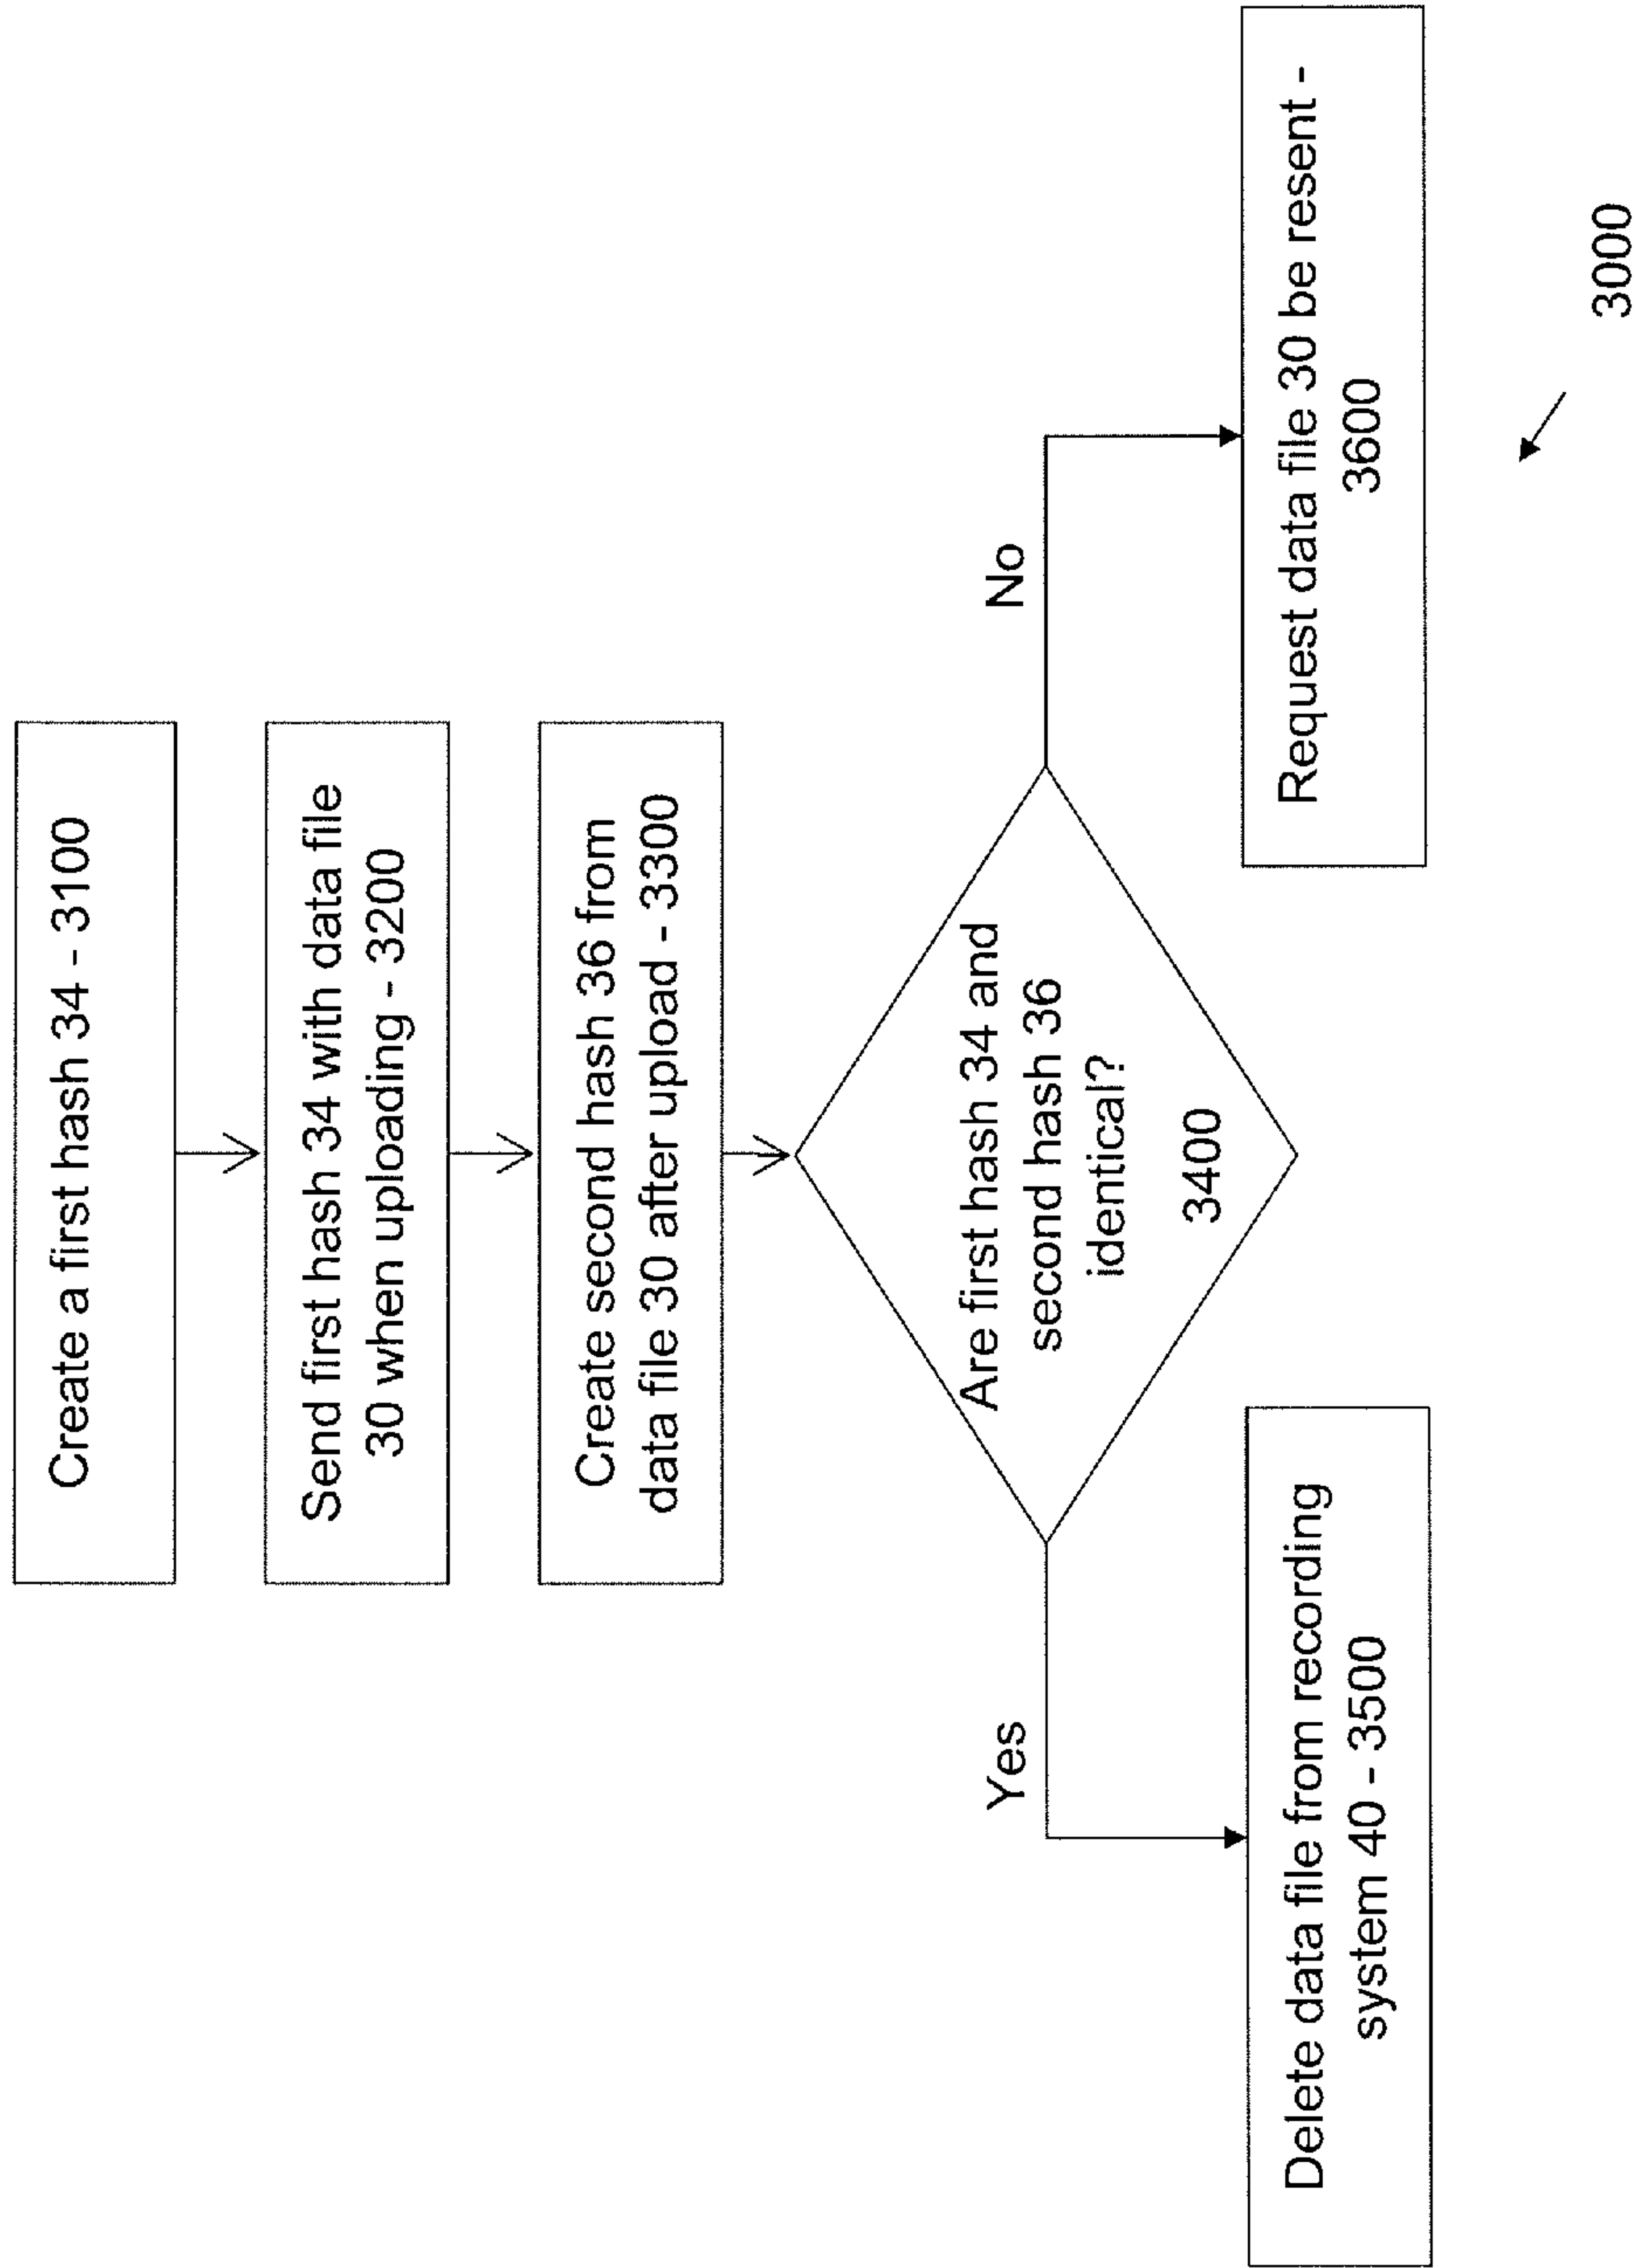 Create a first hash 34 - 3100
Send first hash 34 with data file
30 when uploading - 3200
Create second hash 36 from
data file 30 after upload - 3300
Are first hash 34 and
second hash 36
identical?
3400
Yes
No
Delete data file from recording
system 40 - 3500
Request data file 30 be resent -
3600
3000